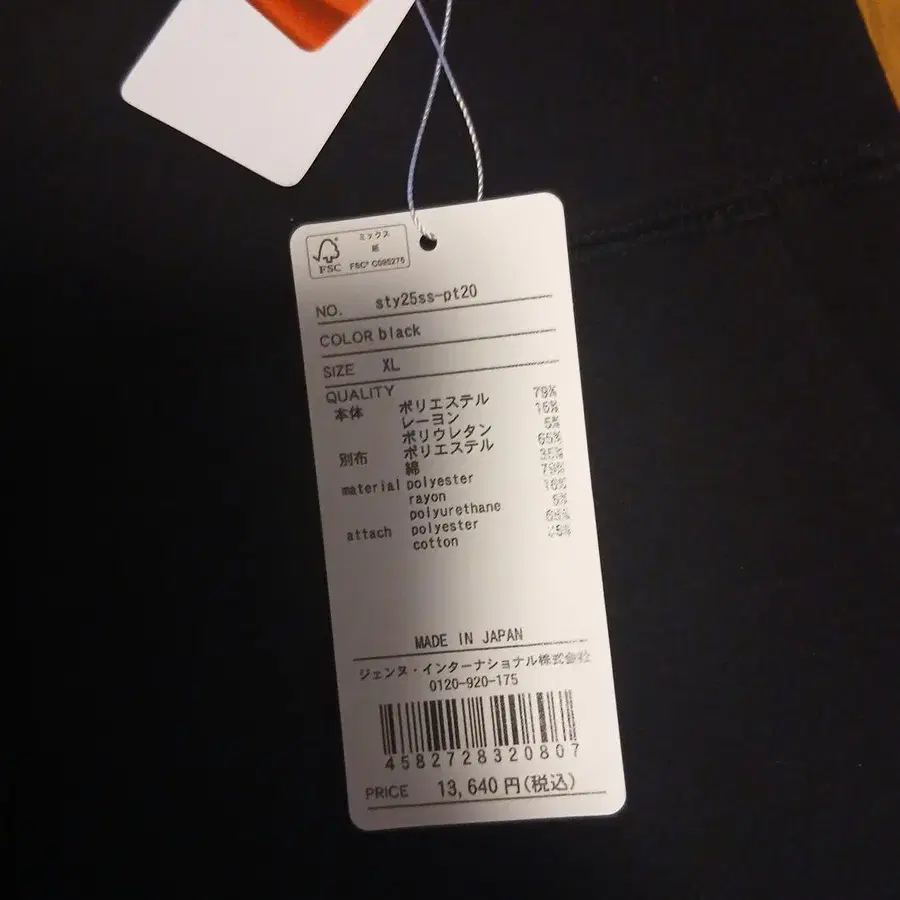 ミックス
紙
FSC FSC® C095275
NO. sty25ss-pt20
COLOR black
SIZE XL
QUALITY
本体 ポリエステル 79%
レーヨン 16%
ポリウレタン 5%
別布 ポリエステル 65%
綿 35%
material polyester 79%
rayon 16%
polyurethane 5%
attach polyester 65%
cotton 35%
MADE IN JAPAN
ジェンヌ・インターナショナル株式会社
0120-920-175
4582728320807
PRICE 13,640円(税込)